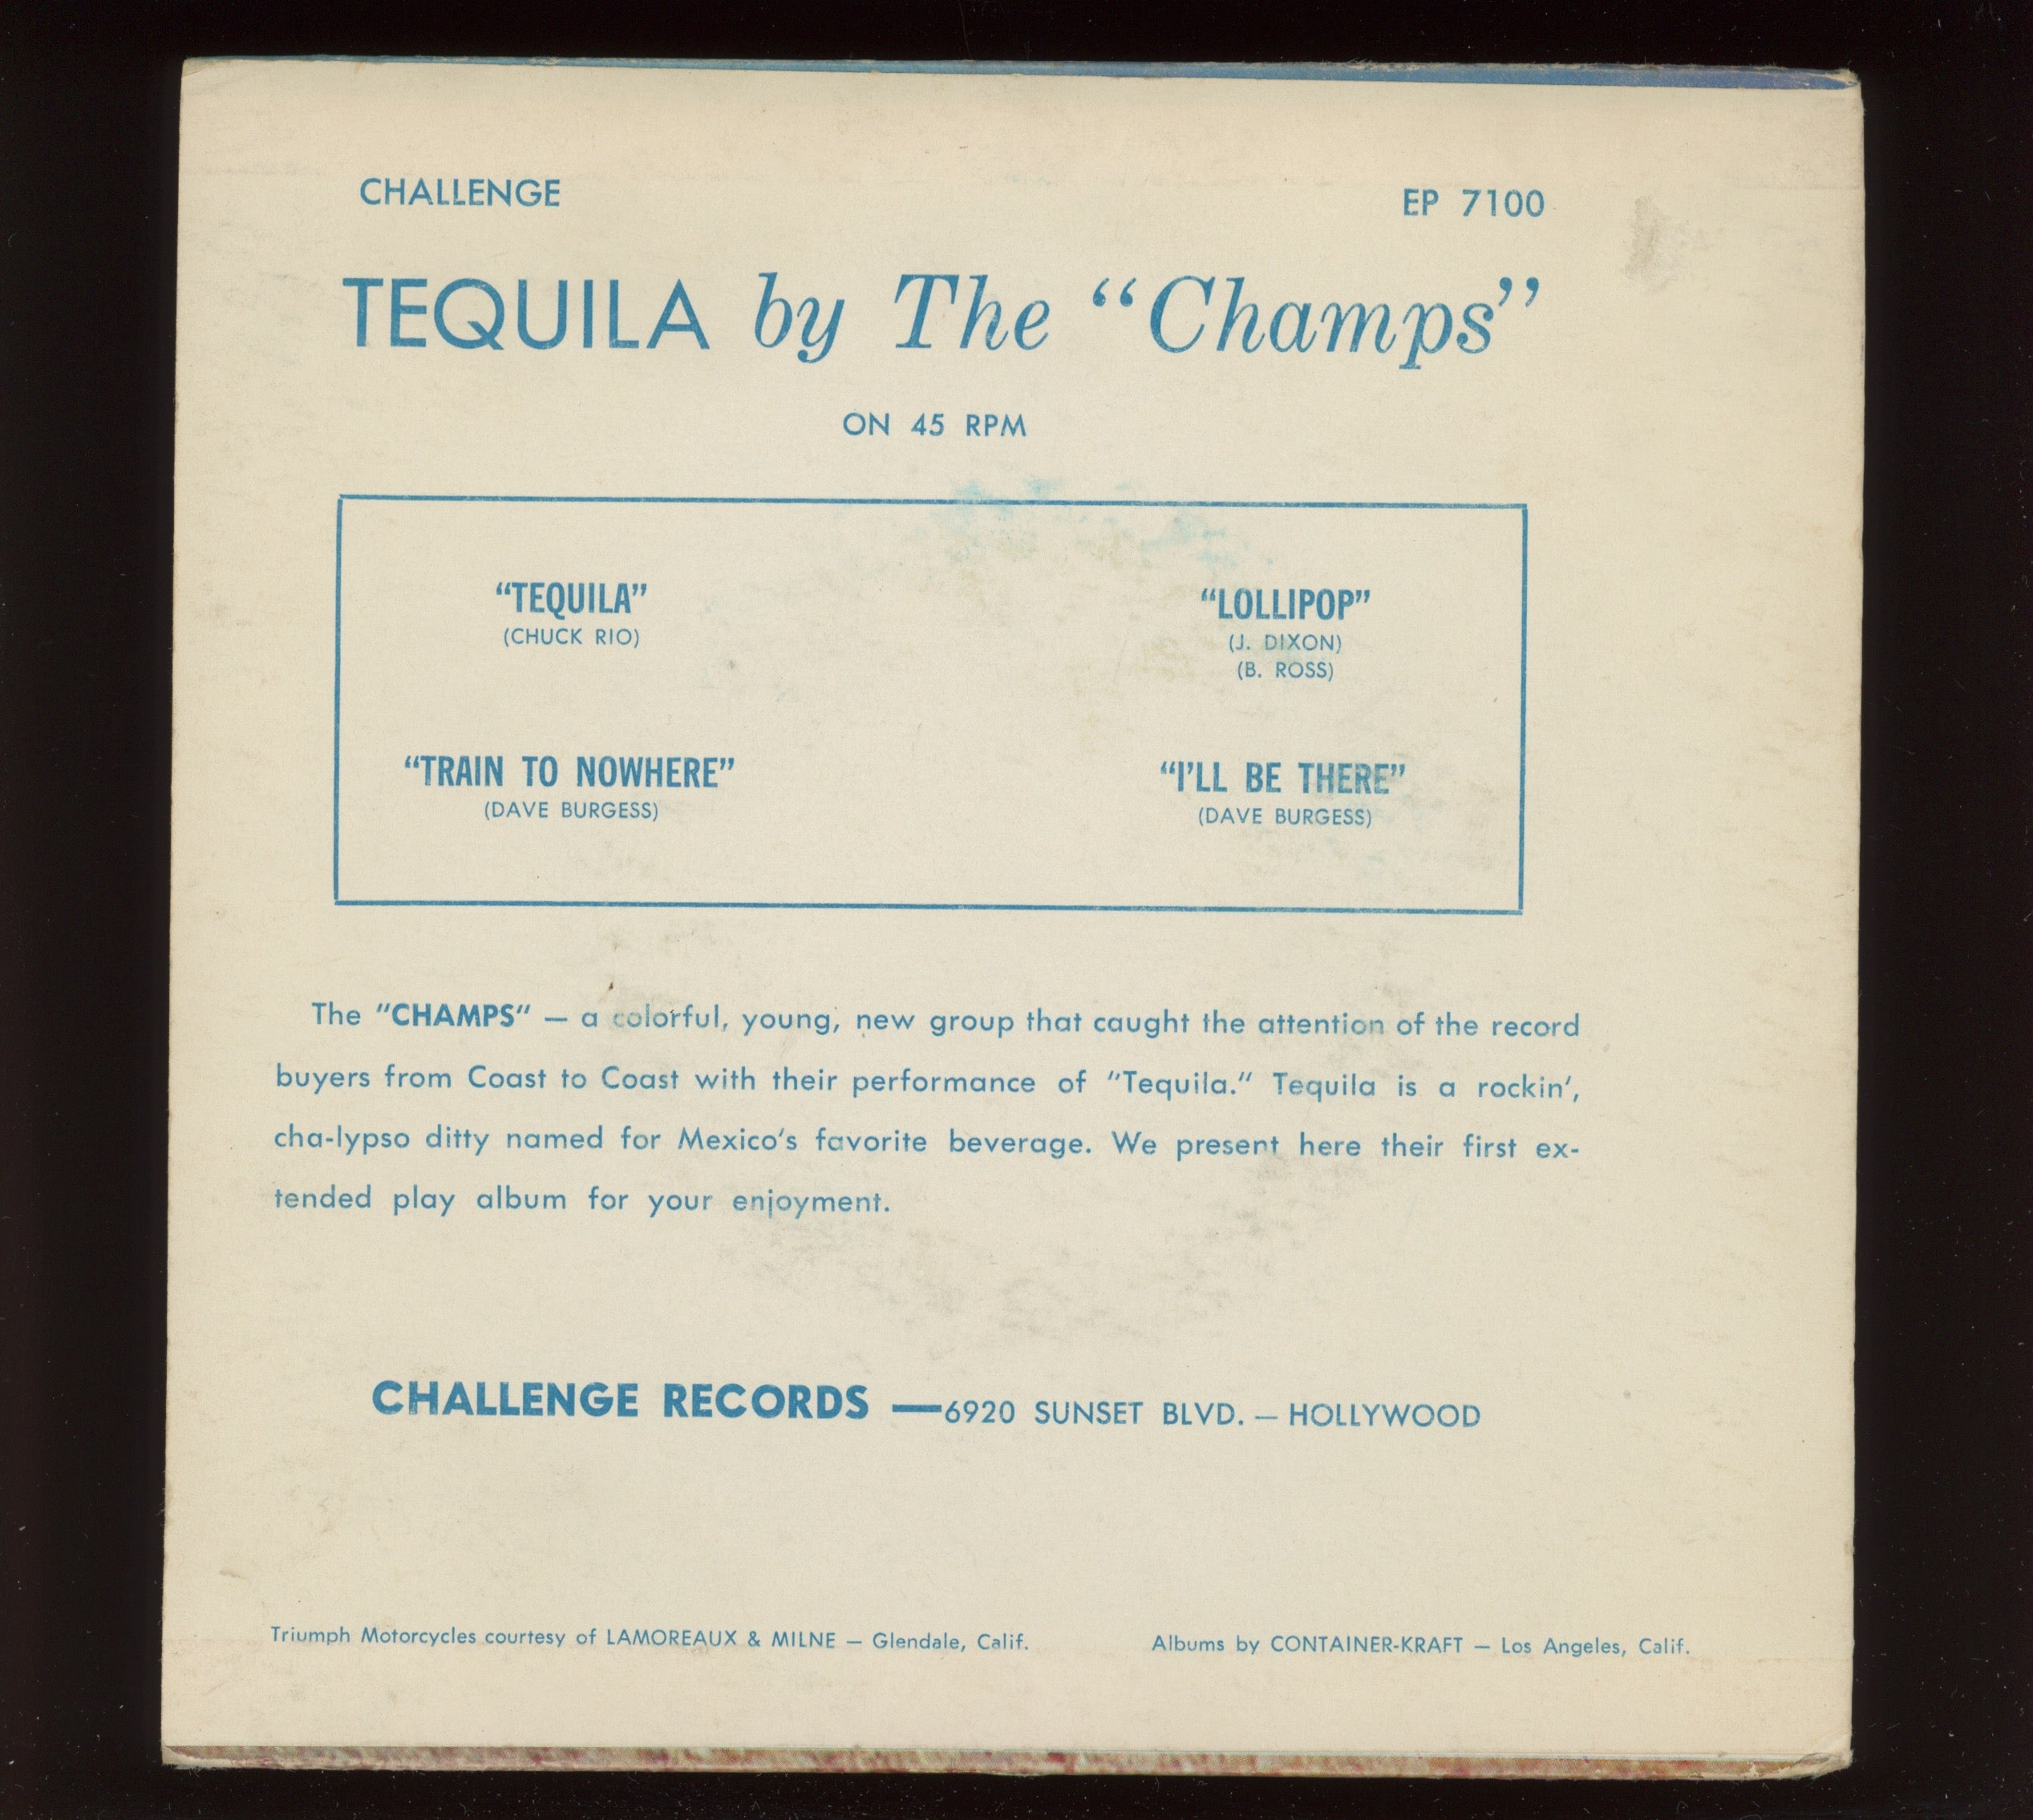 CHALLENGE EP 7100
TEQUILA by The “Champs”
ON 45 RPM
“TEQUILA”
(CHUCK RIO)
“LOLLIPOP”
(J. DIXON)
(B. ROSS)
“TRAIN TO NOWHERE”
(DAVE BURGESS)
“I’LL BE THERE”
(DAVE BURGESS)
The "CHAMPS" — a colorful, young, new group that caught the attention of the record
buyers from Coast to Coast with their performance of "Tequila." Tequila is a rockin',
cha-lypso ditty named for Mexico's favorite beverage. We present here their first ex-
tended play album for your enjoyment.
CHALLENGE RECORDS —6920 SUNSET BLVD. — HOLLYWOOD
Triumph Motorcycles courtesy of LAMOREAUX & MILNE — Glendale, Calif.
Albums by CONTAINER-KRAFT — Los Angeles, Calif.